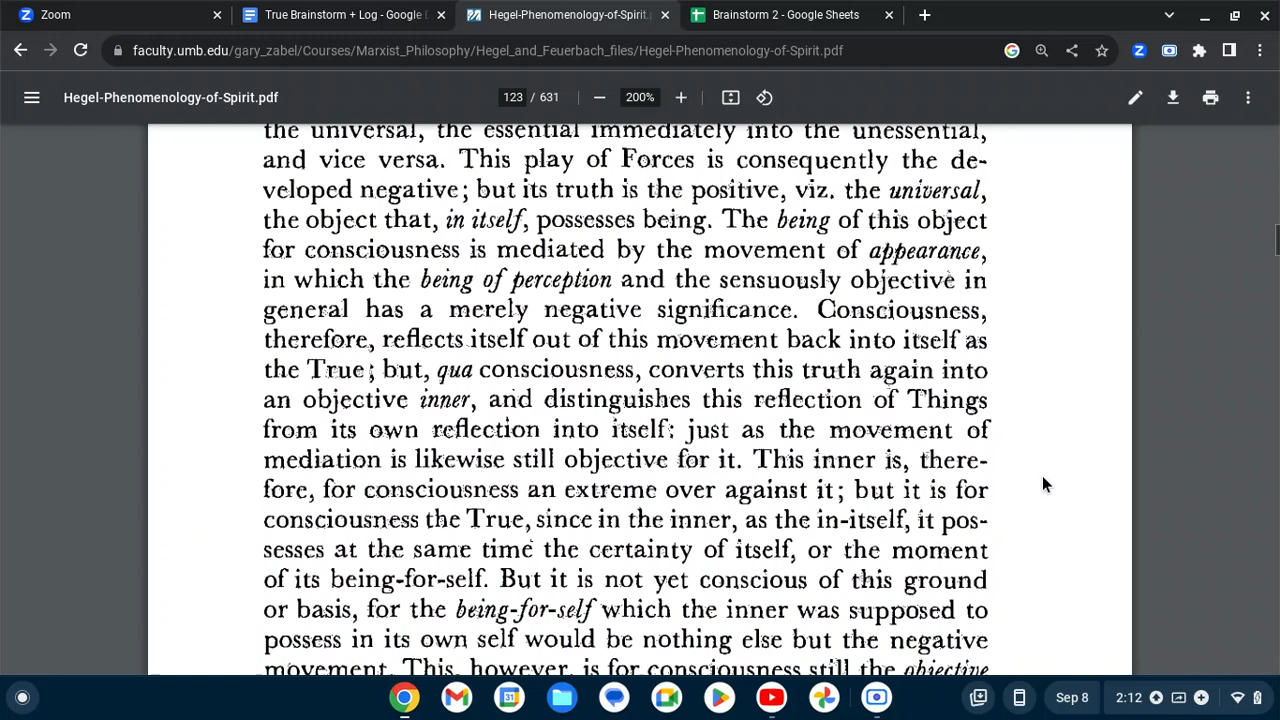 Zoom
True Brainstorm + Log - Google D
Hegel-Phenomenology-of-Spirit.p
Brainstorm 2 - Google Sheets
faculty.umb.edu/gary_zabel/Courses/Marxist_Philosophy/Hegel_and_Feuerbach_files/Hegel-Phenomenology-of-Spirit.pdf
Hegel-Phenomenology-of-Spirit.pdf
123 / 631
200%
the universal, the essential immediately into the unessential,
and vice versa. This play of Forces is consequently the de-
veloped negative; but its truth is the positive, viz. the universal,
the object that, in itself, possesses being. The being of this object
for consciousness is mediated by the movement of appearance,
in which the being of perception and the sensuously objective in
general has a merely negative significance. Consciousness,
therefore, reflects itself out of this movement back into itself as
the True; but, qua consciousness, converts this truth again into
an objective inner, and distinguishes this reflection of Things
from its own reflection into itself: just as the movement of
mediation is likewise still objective for it. This inner is, there-
fore, for consciousness an extreme over against it; but it is for
consciousness the True, since in the inner, as the in-itself, it pos-
sesses at the same time the certainty of itself, or the moment
of its being-for-self. But it is not yet conscious of this ground
or basis, for the being-for-self which the inner was supposed to
possess in its own self would be nothing else but the negative
movement. This, however, is for consciousness still the objective
31
Sep 8
2:12